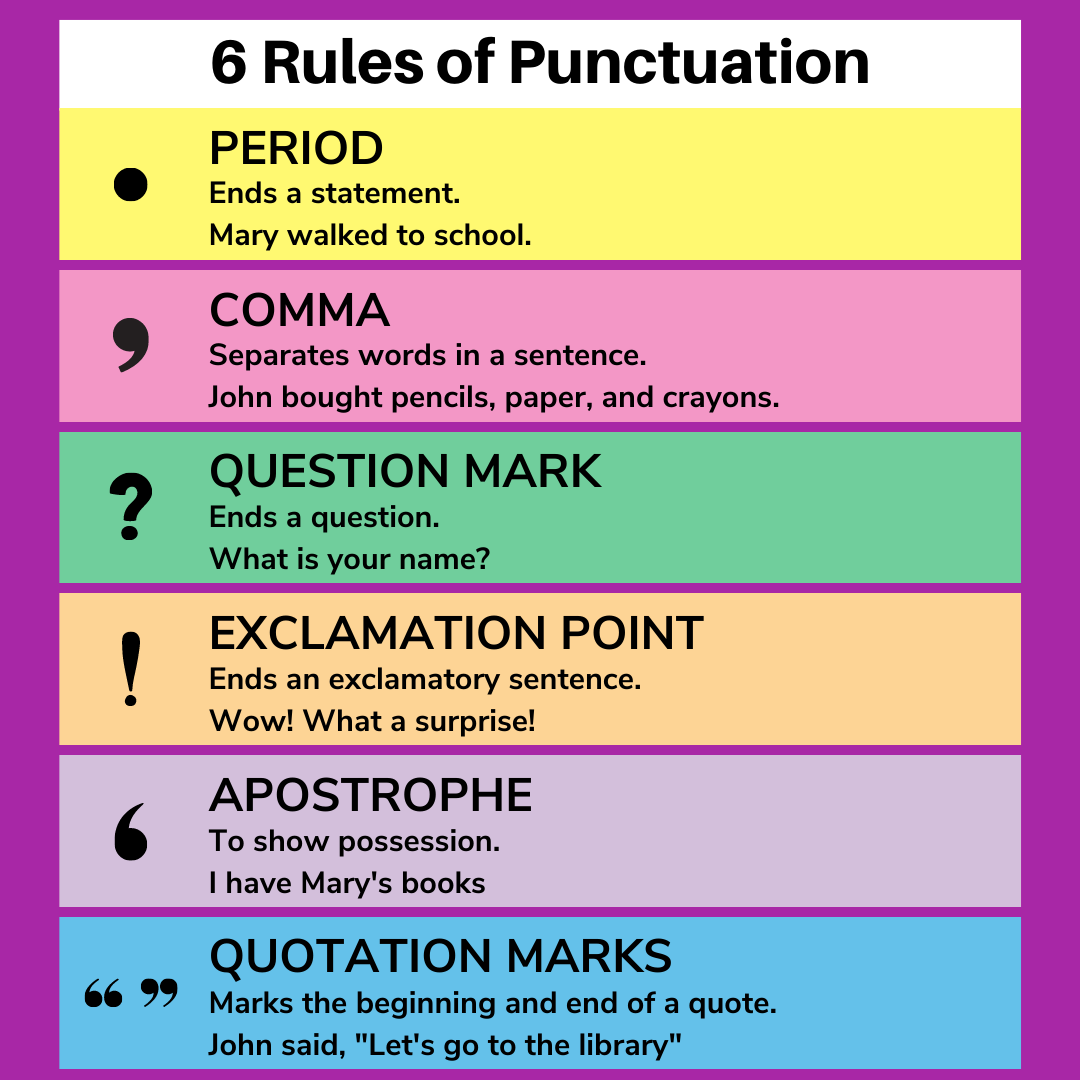 6 Rules of Punctuation
PERIOD
Ends a statement.
Mary walked to school.
COMMA
Separates words in a sentence.
John bought pencils, paper, and crayons.
QUESTION MARK
Ends a question.
What is your name?
EXCLAMATION POINT
Ends an exclamatory sentence.
Wow! What a surprise!
APOSTROPHE
To show possession.
I have Mary's books
QUOTATION MARKS
Marks the beginning and end of a quote.
John said, "Let's go to the library"
.
,
?
!
‘
“ ”